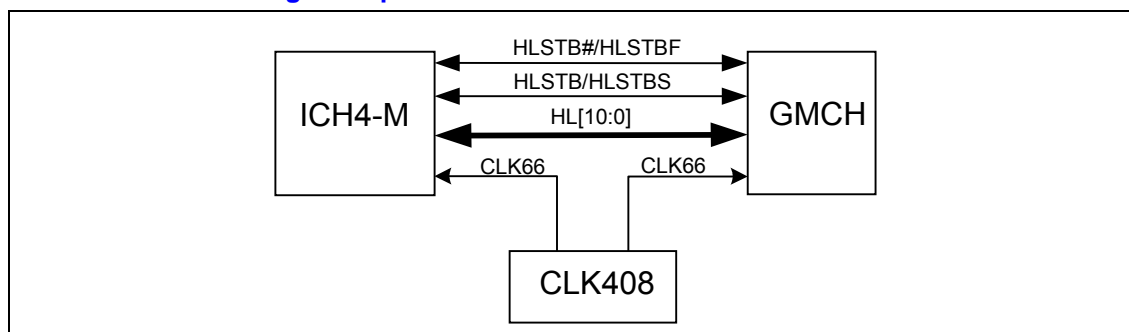 HLSTB#/HLSTBF
HLSTB/HLSTBS
ICH4-M
HL[10:0]
GMCH
CLK66
CLK66
CLK408